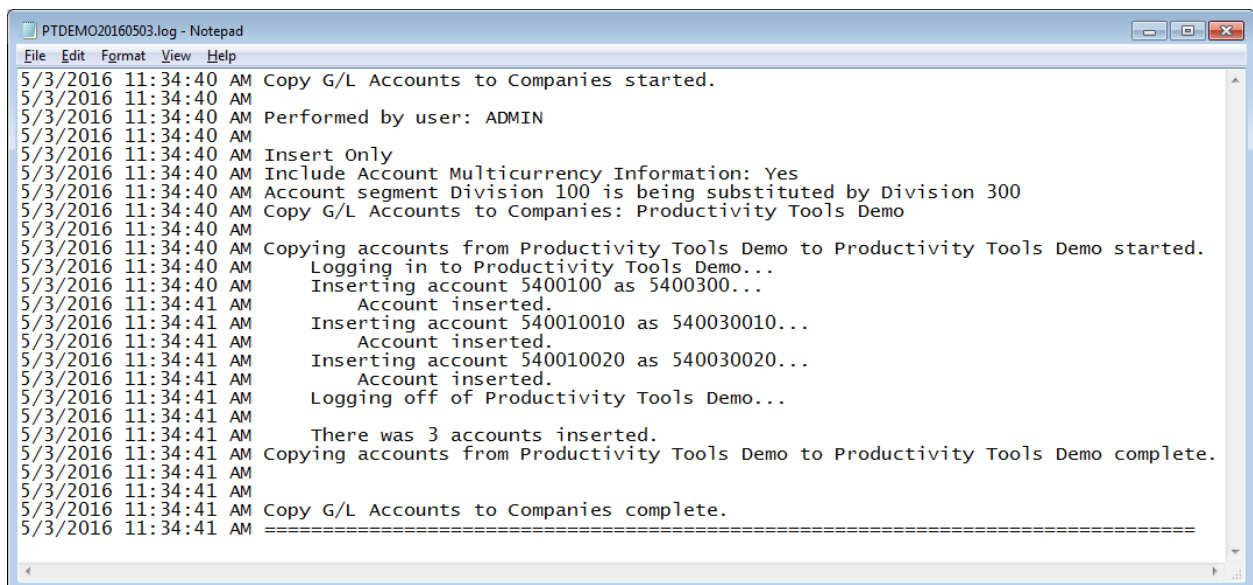 PTDEMO20160503.log - Notepad
File Edit Format View Help
5/3/2016 11:34:40 AM Copy G/L Accounts to Companies started.
5/3/2016 11:34:40 AM
5/3/2016 11:34:40 AM Performed by user: ADMIN
5/3/2016 11:34:40 AM
5/3/2016 11:34:40 AM Insert Only
5/3/2016 11:34:40 AM Include Account Multicurrency Information: Yes
5/3/2016 11:34:40 AM Account segment Division 100 is being substituted by Division 300
5/3/2016 11:34:40 AM Copy G/L Accounts to Companies: Productivity Tools Demo
5/3/2016 11:34:40 AM
5/3/2016 11:34:40 AM Copying accounts from Productivity Tools Demo to Productivity Tools Demo started.
5/3/2016 11:34:40 AM     Logging in to Productivity Tools Demo...
5/3/2016 11:34:40 AM     Inserting account 5400100 as 5400300...
5/3/2016 11:34:41 AM         Account inserted.
5/3/2016 11:34:41 AM     Inserting account 540010010 as 540030010...
5/3/2016 11:34:41 AM         Account inserted.
5/3/2016 11:34:41 AM     Inserting account 540010020 as 540030020...
5/3/2016 11:34:41 AM         Account inserted.
5/3/2016 11:34:41 AM     Logging off of Productivity Tools Demo...
5/3/2016 11:34:41 AM
5/3/2016 11:34:41 AM     There was 3 accounts inserted.
5/3/2016 11:34:41 AM Copying accounts from Productivity Tools Demo to Productivity Tools Demo complete.
5/3/2016 11:34:41 AM
5/3/2016 11:34:41 AM
5/3/2016 11:34:41 AM Copy G/L Accounts to Companies complete.
5/3/2016 11:34:41 AM ================================================================================